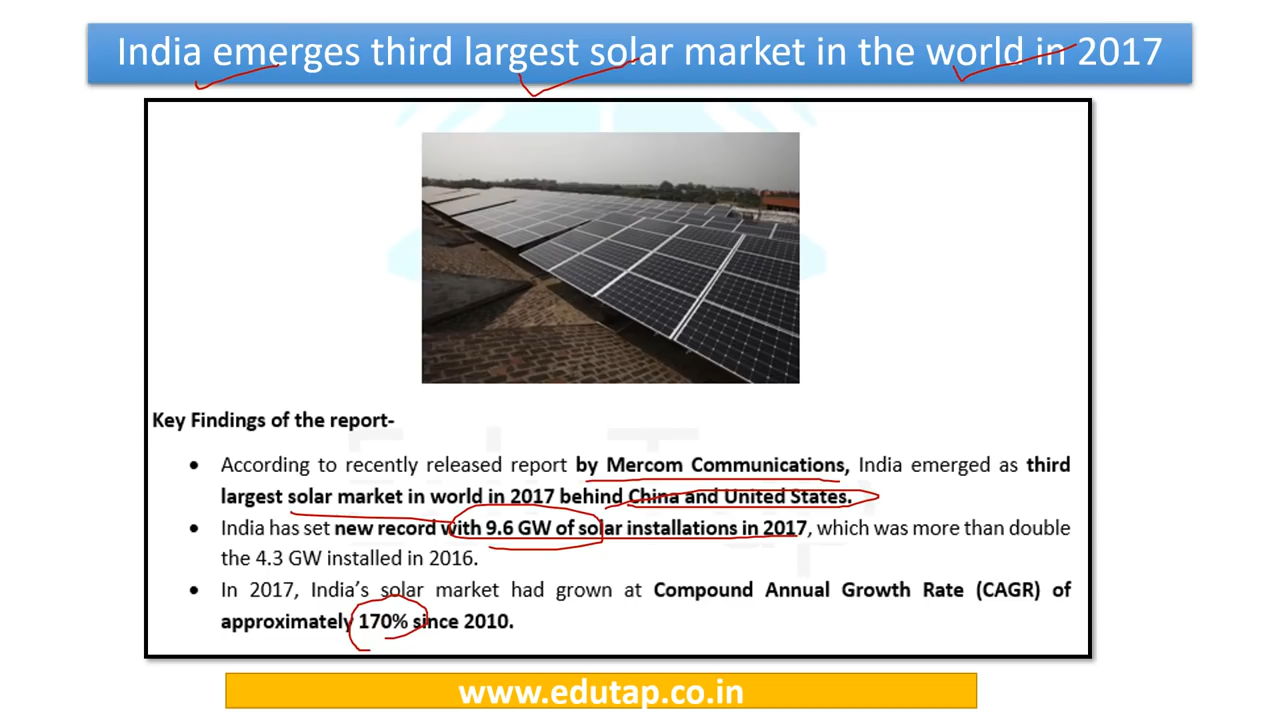 India emerges third largest solar market in the world in 2017
Key Findings of the report-
• According to recently released report by Mercom Communications, India emerged as third
largest solar market in world in 2017 behind China and United States.
• India has set new record with 9.6 GW of solar installations in 2017, which was more than double
the 4.3 GW installed in 2016.
• In 2017, India's solar market had grown at Compound Annual Growth Rate (CAGR) of
approximately 170% since 2010.
www.edutap.co.in